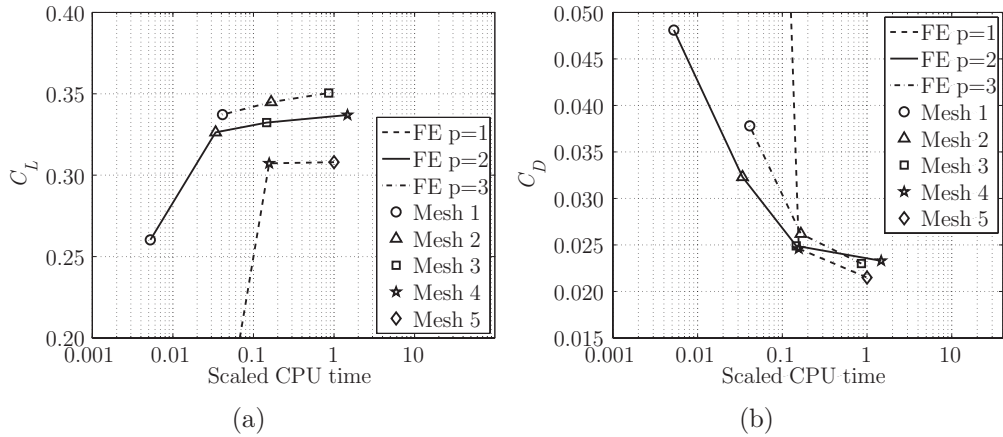 0.40
0.35
0.30
0.25
0.20
C_L
0.001
0.01
0.1
1
10
Scaled CPU time
FE p=1
FE p=2
FE p=3
Mesh 1
Mesh 2
Mesh 3
Mesh 4
Mesh 5
(a)
0.050
0.045
0.040
0.035
0.030
0.025
0.020
0.015
C_D
0.001
0.01
0.1
1
10
Scaled CPU time
FE p=1
FE p=2
FE p=3
Mesh 1
Mesh 2
Mesh 3
Mesh 4
Mesh 5
(b)